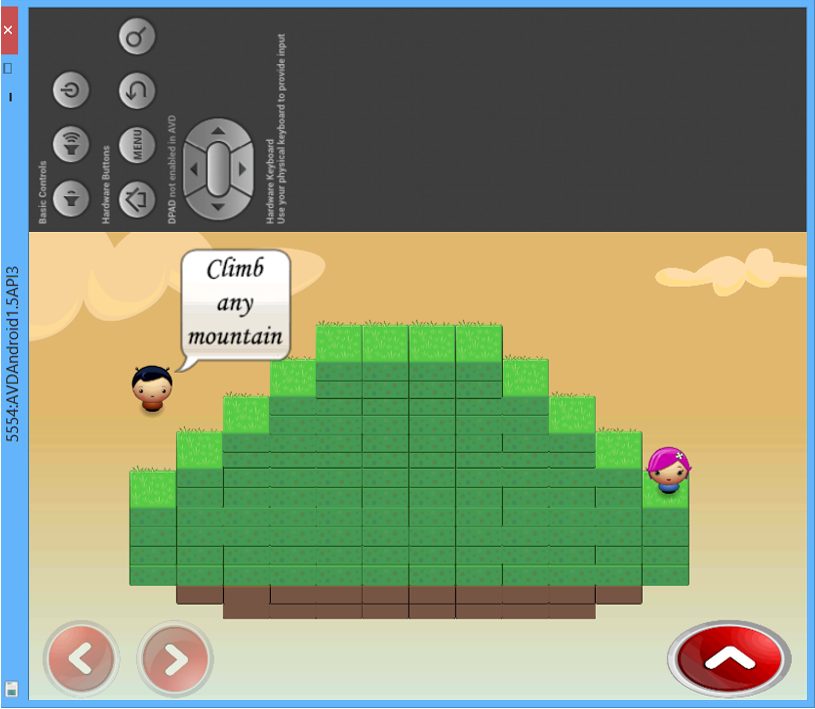 5554:AVDAndroid1.5API3
Basic Controls
Hardware Buttons
MENU
DPAD not enabled in AVD
Hardware Keyboard
Use your physical keyboard to provide input
Climb
any
mountain